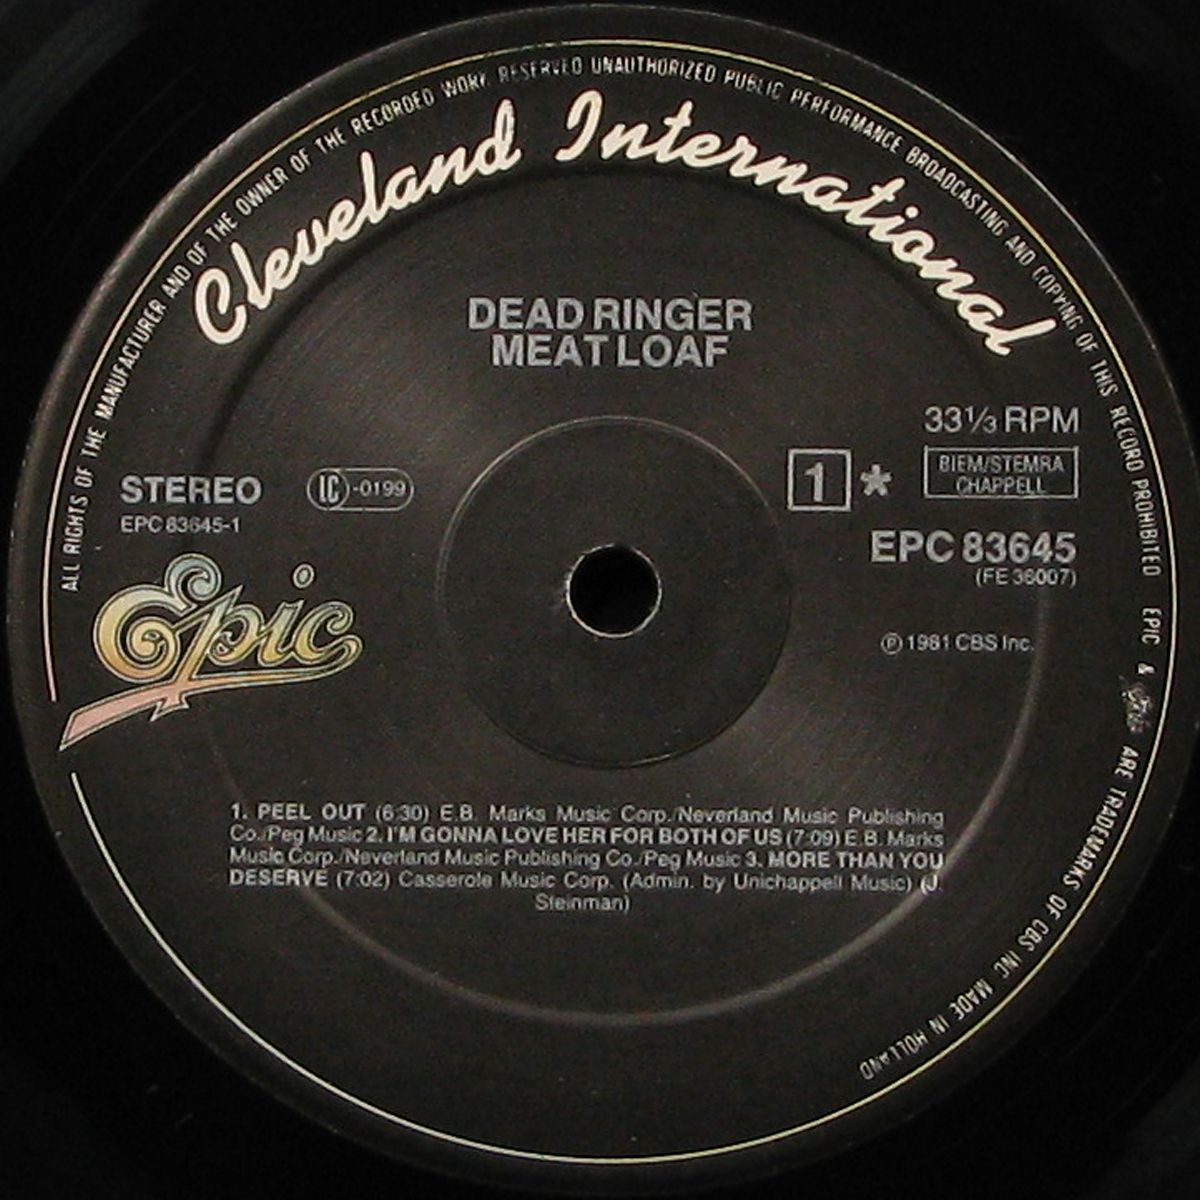 ALL RIGHTS OF THE MANUFACTURER AND OF THE OWNER OF THE RECORDED WORK RESERVED UNAUTHORIZED PUBLIC PERFORMANCE BROADCASTING AND COPYING OF THIS RECORD PROHIBITED EPIC & Epic ARE TRADEMARKS OF CBS INC MADE IN HOLLAND
Cleveland International
DEAD RINGER
MEAT LOAF
33⅓ RPM
STEREO LC-0199
1 * BIEM/STEMRA
CHAPPELL
EPC 83645-1
EPC 83645
(FE 36007)
Epic
℗ 1981 CBS Inc.
1. PEEL OUT (6:30) E.B. Marks Music Corp./Neverland Music Publishing
Co./Peg Music 2. I'M GONNA LOVE HER FOR BOTH OF US (7:09) E.B. Marks
Music Corp./Neverland Music Publishing Co./Peg Music 3. MORE THAN YOU
DESERVE (7:02) Casserole Music Corp. (Admin. by Unichappell Music) (J.
Steinman)